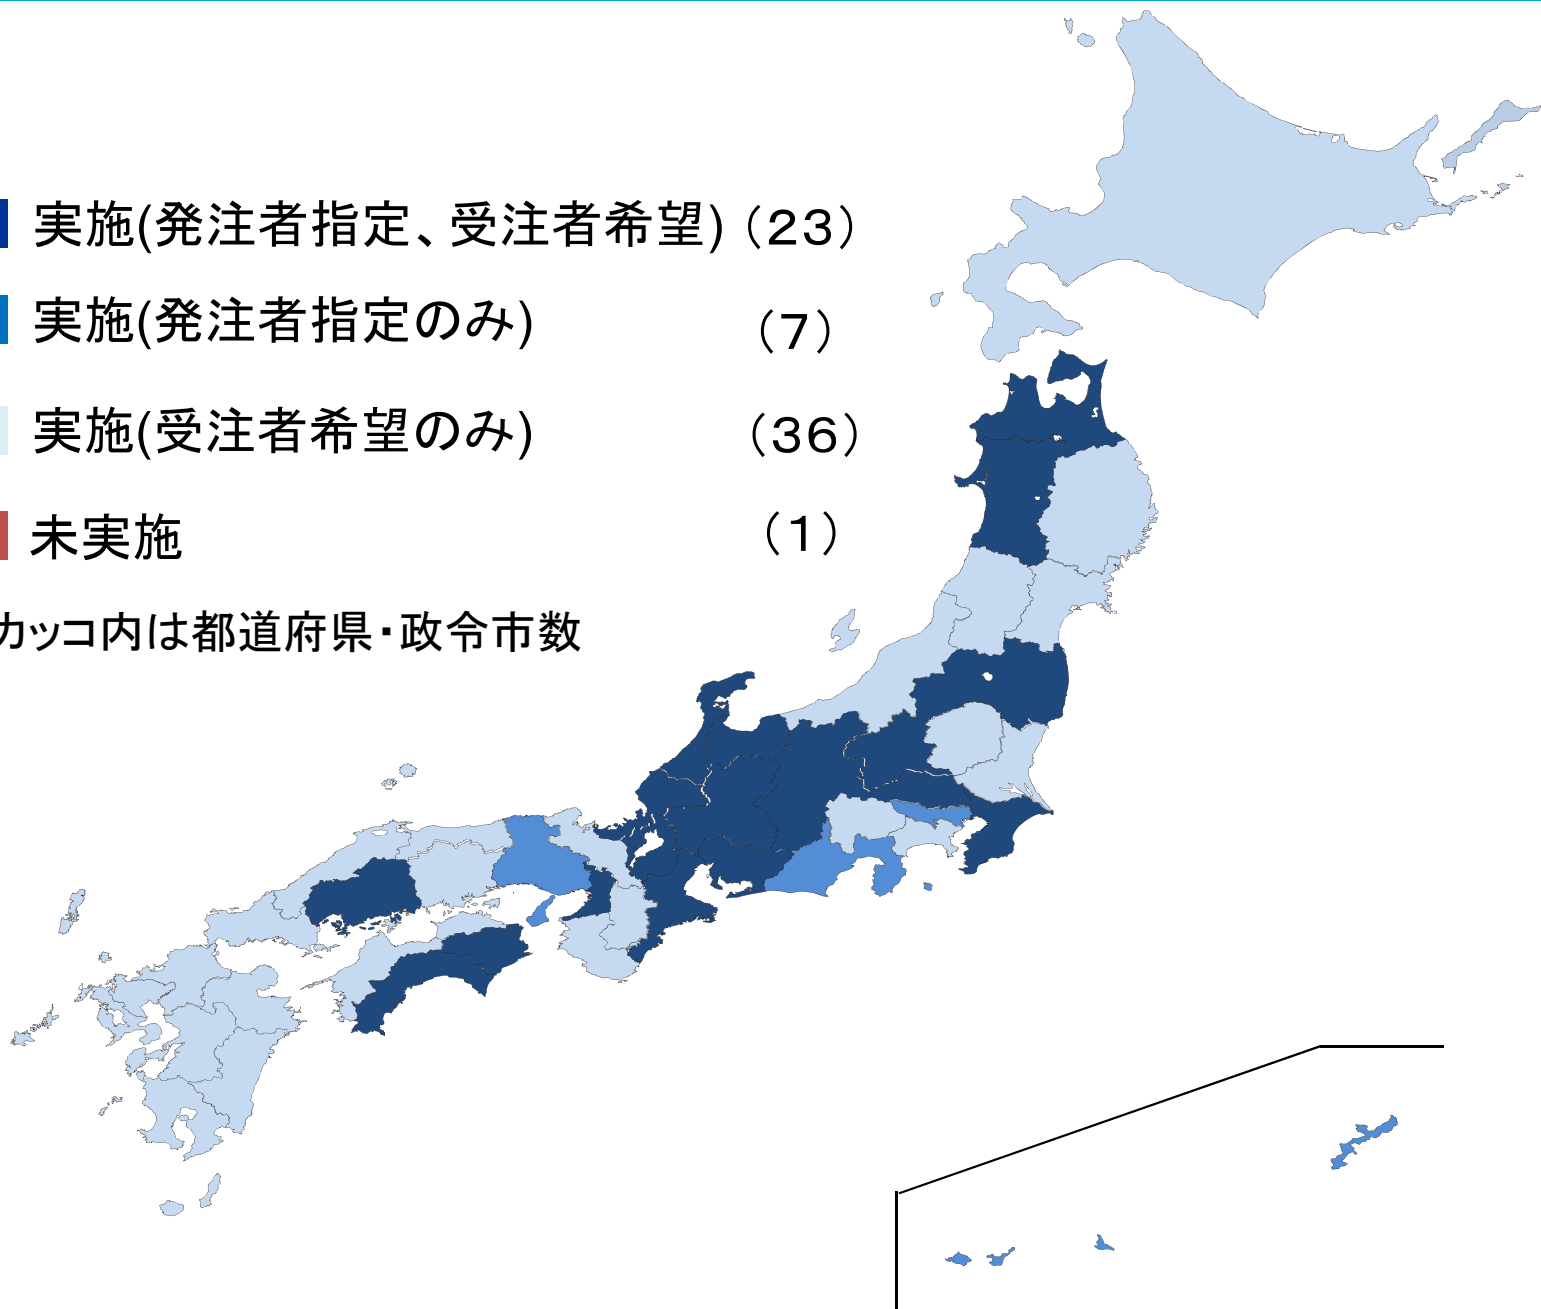 実施(発注者指定、受注者希望)（23）
実施(発注者指定のみ)（7）
実施(受注者希望のみ)（36）
未実施（1）
カッコ内は都道府県・政令市数